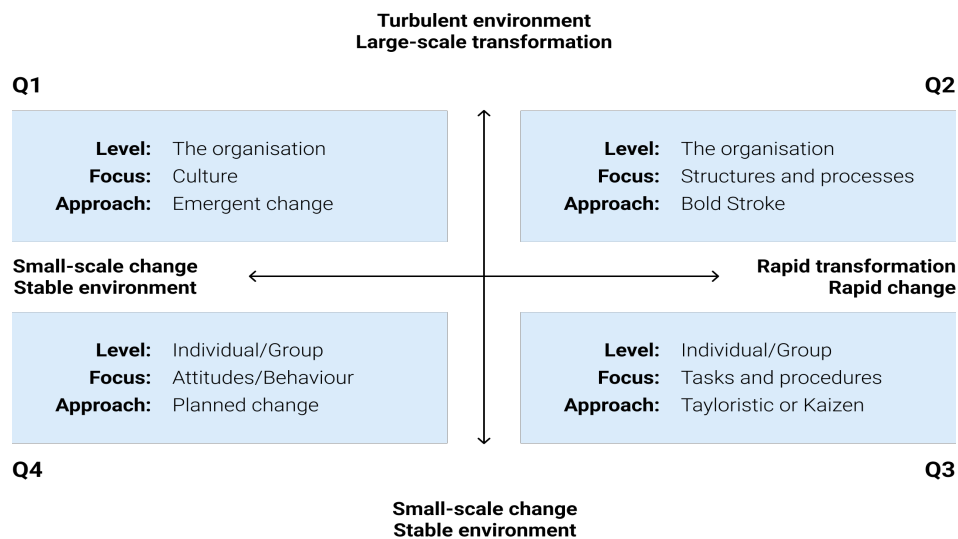 Turbulent environment
Large-scale transformation
Q1
Q2
Level: The organisation
Focus: Culture
Approach: Emergent change
Level: The organisation
Focus: Structures and processes
Approach: Bold Stroke
Small-scale change
Stable environment
Rapid transformation
Rapid change
Level: Individual/Group
Focus: Attitudes/Behaviour
Approach: Planned change
Level: Individual/Group
Focus: Tasks and procedures
Approach: Tayloristic or Kaizen
Q4
Q3
Small-scale change
Stable environment